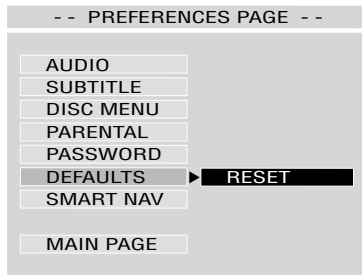 - - PREFERENCES PAGE - -
AUDIO
SUBTITLE
DISC MENU
PARENTAL
PASSWORD
DEFAULTS RESET
SMART NAV
MAIN PAGE